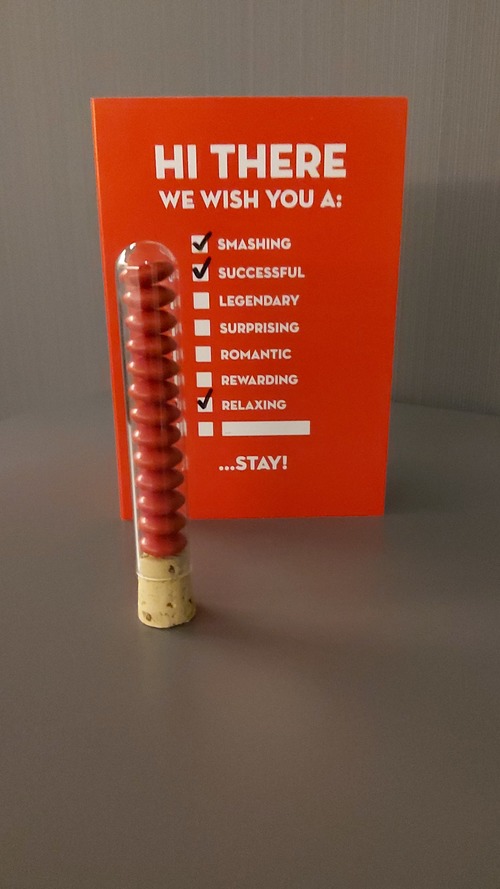 HI THERE
WE WISH YOU A:
SMASHING
SUCCESSFUL
LEGENDARY
SURPRISING
ROMANTIC
REWARDING
RELAXING
...STAY!